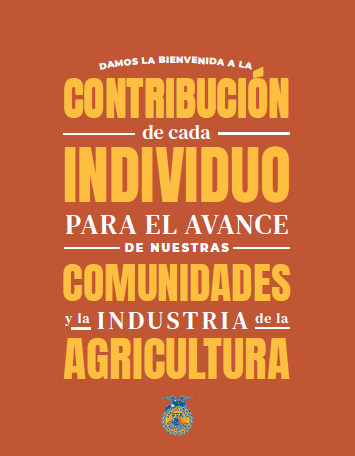 DAMOS LA BIENVENIDA A LA
CONTRIBUCIÓN
de cada
INDIVIDUO
PARA EL AVANCE
DE NUESTRAS
COMUNIDADES
y la INDUSTRIA de la
AGRICULTURA
FFA